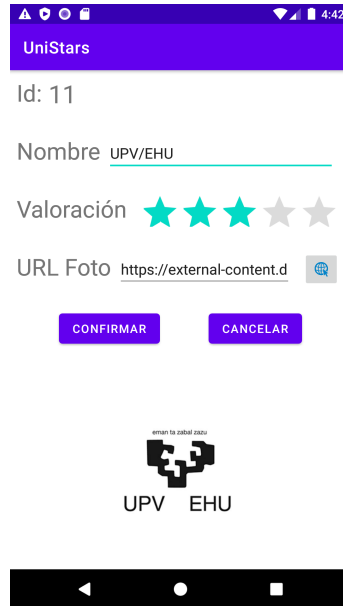 4:42
UniStars
Id: 11
Nombre UPV/EHU
Valoración
URL Foto https://external-content.d
CONFIRMAR CANCELAR
eman ta zabal zazu
UPV EHU